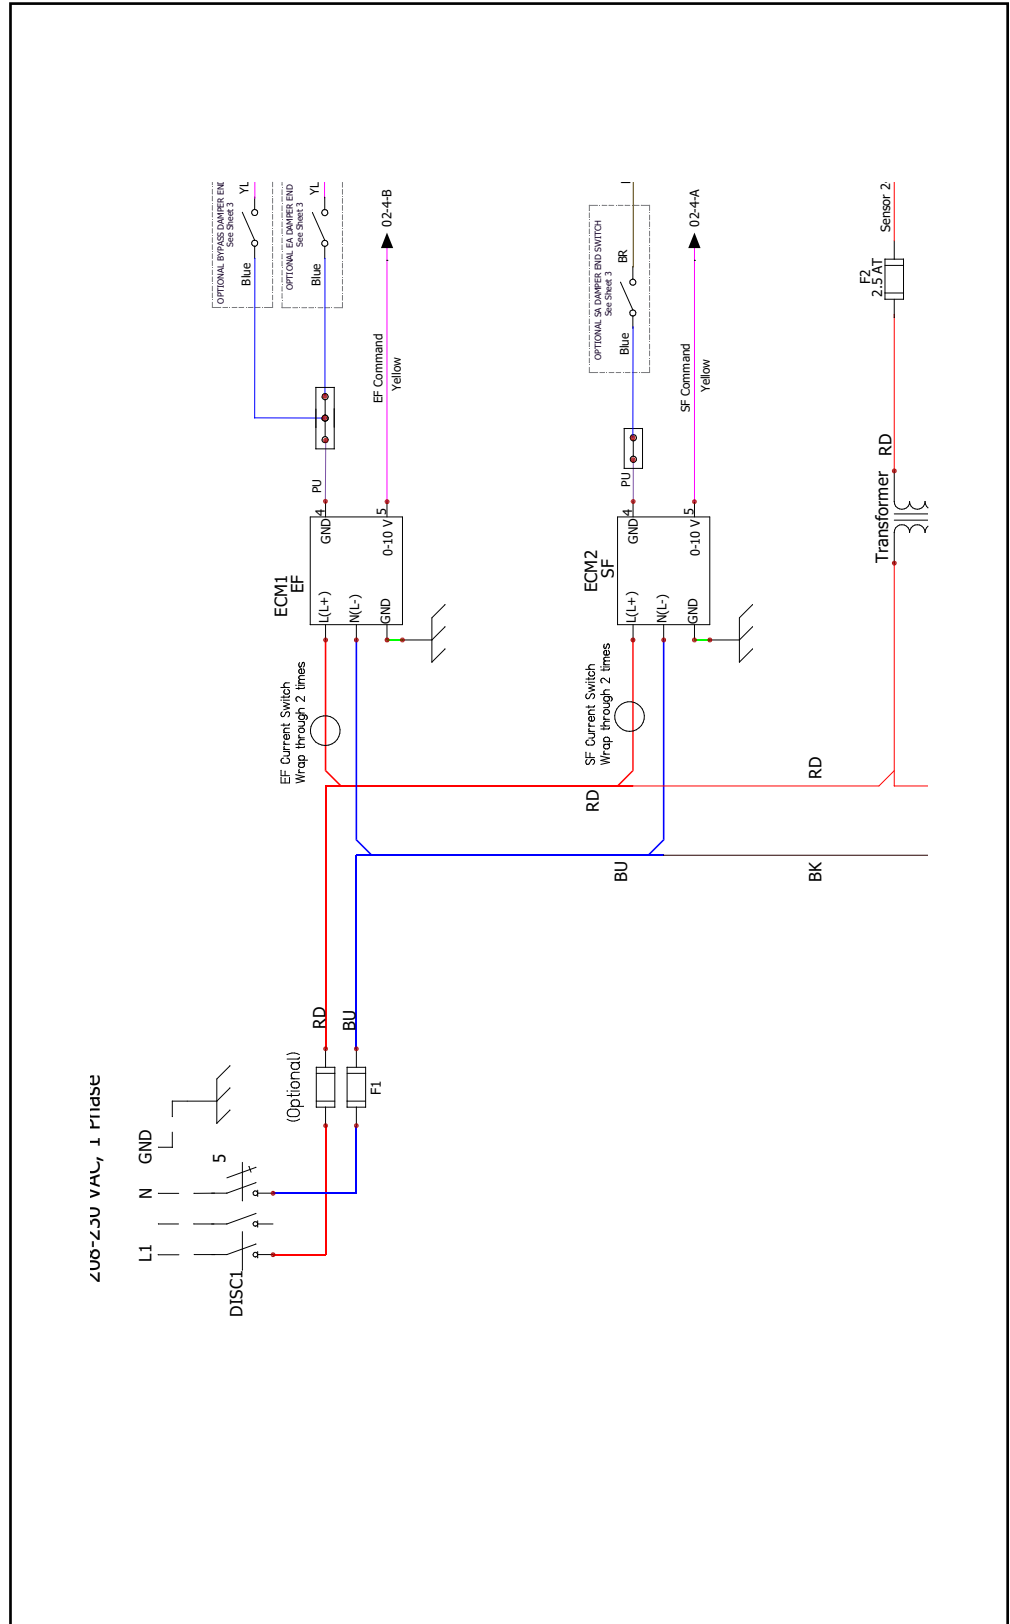 208-230 VAC, 1 Phase
L1
N
GND
DISC1
5
(Optional)
F1
RD
BU
EF Current Switch
Wrap through 2 times
ECM1
EF
L(L+)
N(L-)
GND
GND
0-10 V
4
5
PU
EF Command
Yellow
02-4-B
Blue
YL
OPTIONAL BYPASS DAMPER END
See Sheet 3
Blue
YL
OPTIONAL EA DAMPER END
See Sheet 3
RD
BU
SF Current Switch
Wrap through 2 times
ECM2
SF
L(L+)
N(L-)
GND
GND
0-10 V
4
5
PU
SF Command
Yellow
02-4-A
Blue
BR
OPTIONAL SA DAMPER END SWITCH
See Sheet 3
RD
BK
Transformer
RD
F2
2.5 AT
Sensor 2